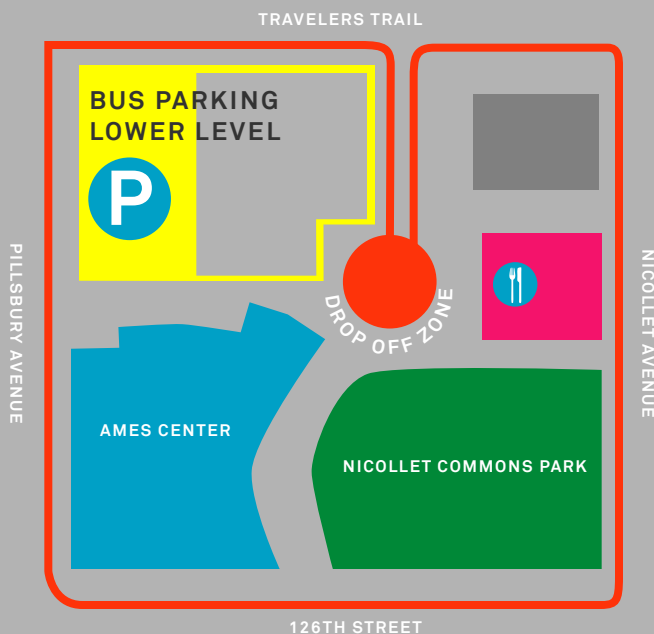 TRAVELERS TRAIL
BUS PARKING
LOWER LEVEL
P
PILLSBURY AVENUE
NICOLLET AVENUE
DROP OFF ZONE
AMES CENTER
NICOLLET COMMONS PARK
126TH STREET